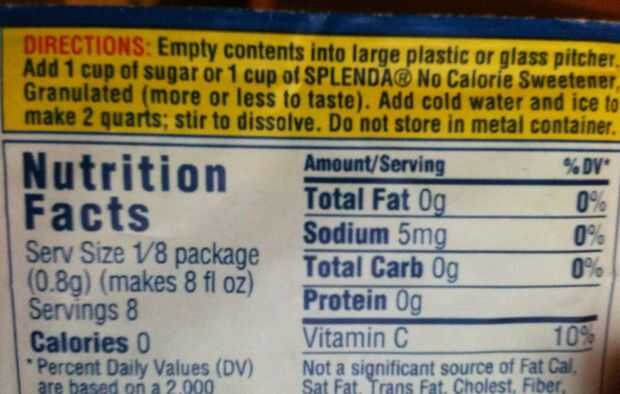 DIRECTIONS: Empty contents into large plastic or glass pitcher.
Add 1 cup of sugar or 1 cup of SPLENDA® No Calorie Sweetener,
Granulated (more or less to taste). Add cold water and ice to
make 2 quarts; stir to dissolve. Do not store in metal container.
Nutrition
Facts
Serv Size 1/8 package
(0.8g) (makes 8 fl oz)
Servings 8
Calories 0
*Percent Daily Values (DV)
are based on a 2,000
Amount/Serving %DV*
Total Fat 0g 0%
Sodium 5mg 0%
Total Carb 0g 0%
Protein 0g
Vitamin C 10%
Not a significant source of Fat Cal,
Sat Fat, Trans Fat, Cholest, Fiber,